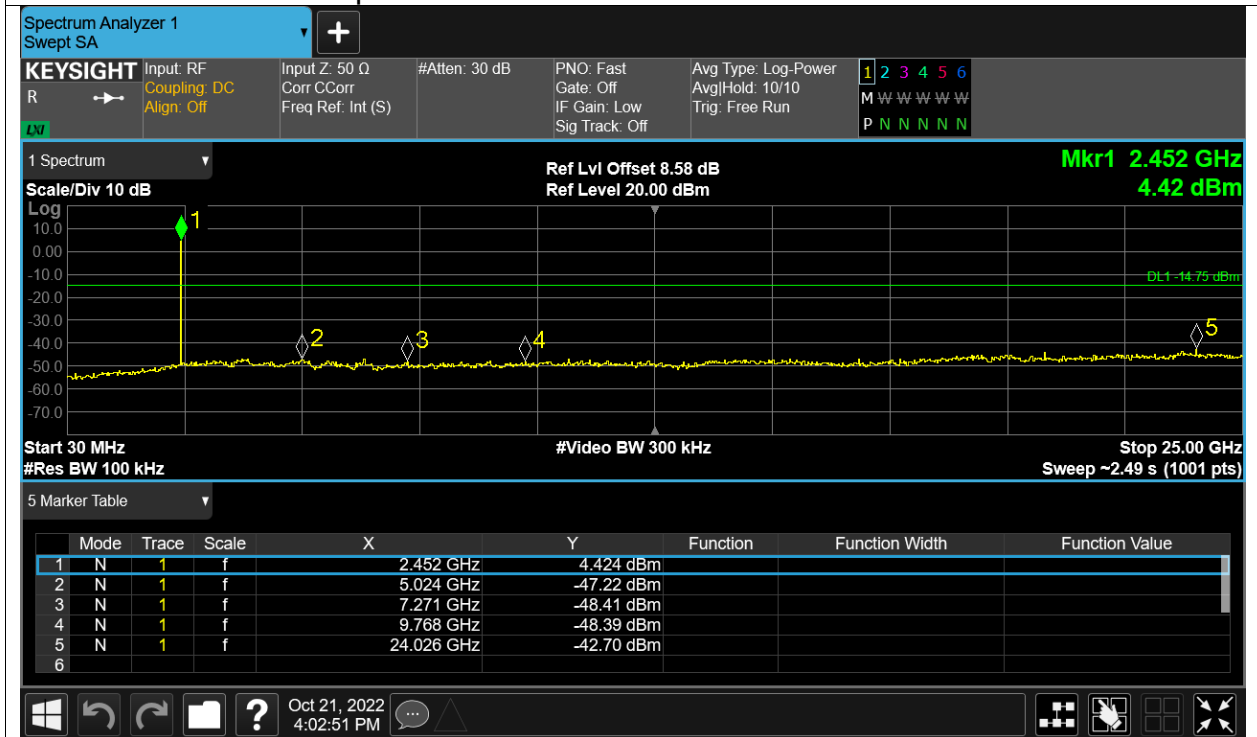 Spectrum Analyzer 1
Swept SA
+
KEYSIGHT Input: RF Input Z: 50 Ω #Atten: 30 dB PNO: Fast Avg Type: Log-Power 1 2 3 4 5 6
R Coupling: DC Corr CCorr Gate: Off Avg|Hold: 10/10 M W W W W W W
Align: Off Freq Ref: Int (S) IF Gain: Low Trig: Free Run
LXI Sig Track: Off P N N N N N N
1 Spectrum Ref Lvl Offset 8.58 dB Mkr1 2.452 GHz
Scale/Div 10 dB Ref Level 20.00 dBm 4.42 dBm
Log
10.0 1
0.00
-10.0 DL1 -14.75 dBm
-20.0
-30.0 5
-40.0 2 3 4
-50.0
-60.0
-70.0
Start 30 MHz #Video BW 300 kHz Stop 25.00 GHz
#Res BW 100 kHz Sweep ~2.49 s (1001 pts)
5 Marker Table
Mode Trace Scale X Y Function Function Width Function Value
1 N 1 f 2.452 GHz 4.424 dBm
2 N 1 f 5.024 GHz -47.22 dBm
3 N 1 f 7.271 GHz -48.41 dBm
4 N 1 f 9.768 GHz -48.39 dBm
5 N 1 f 24.026 GHz -42.70 dBm
6
? Oct 21, 2022
4:02:51 PM